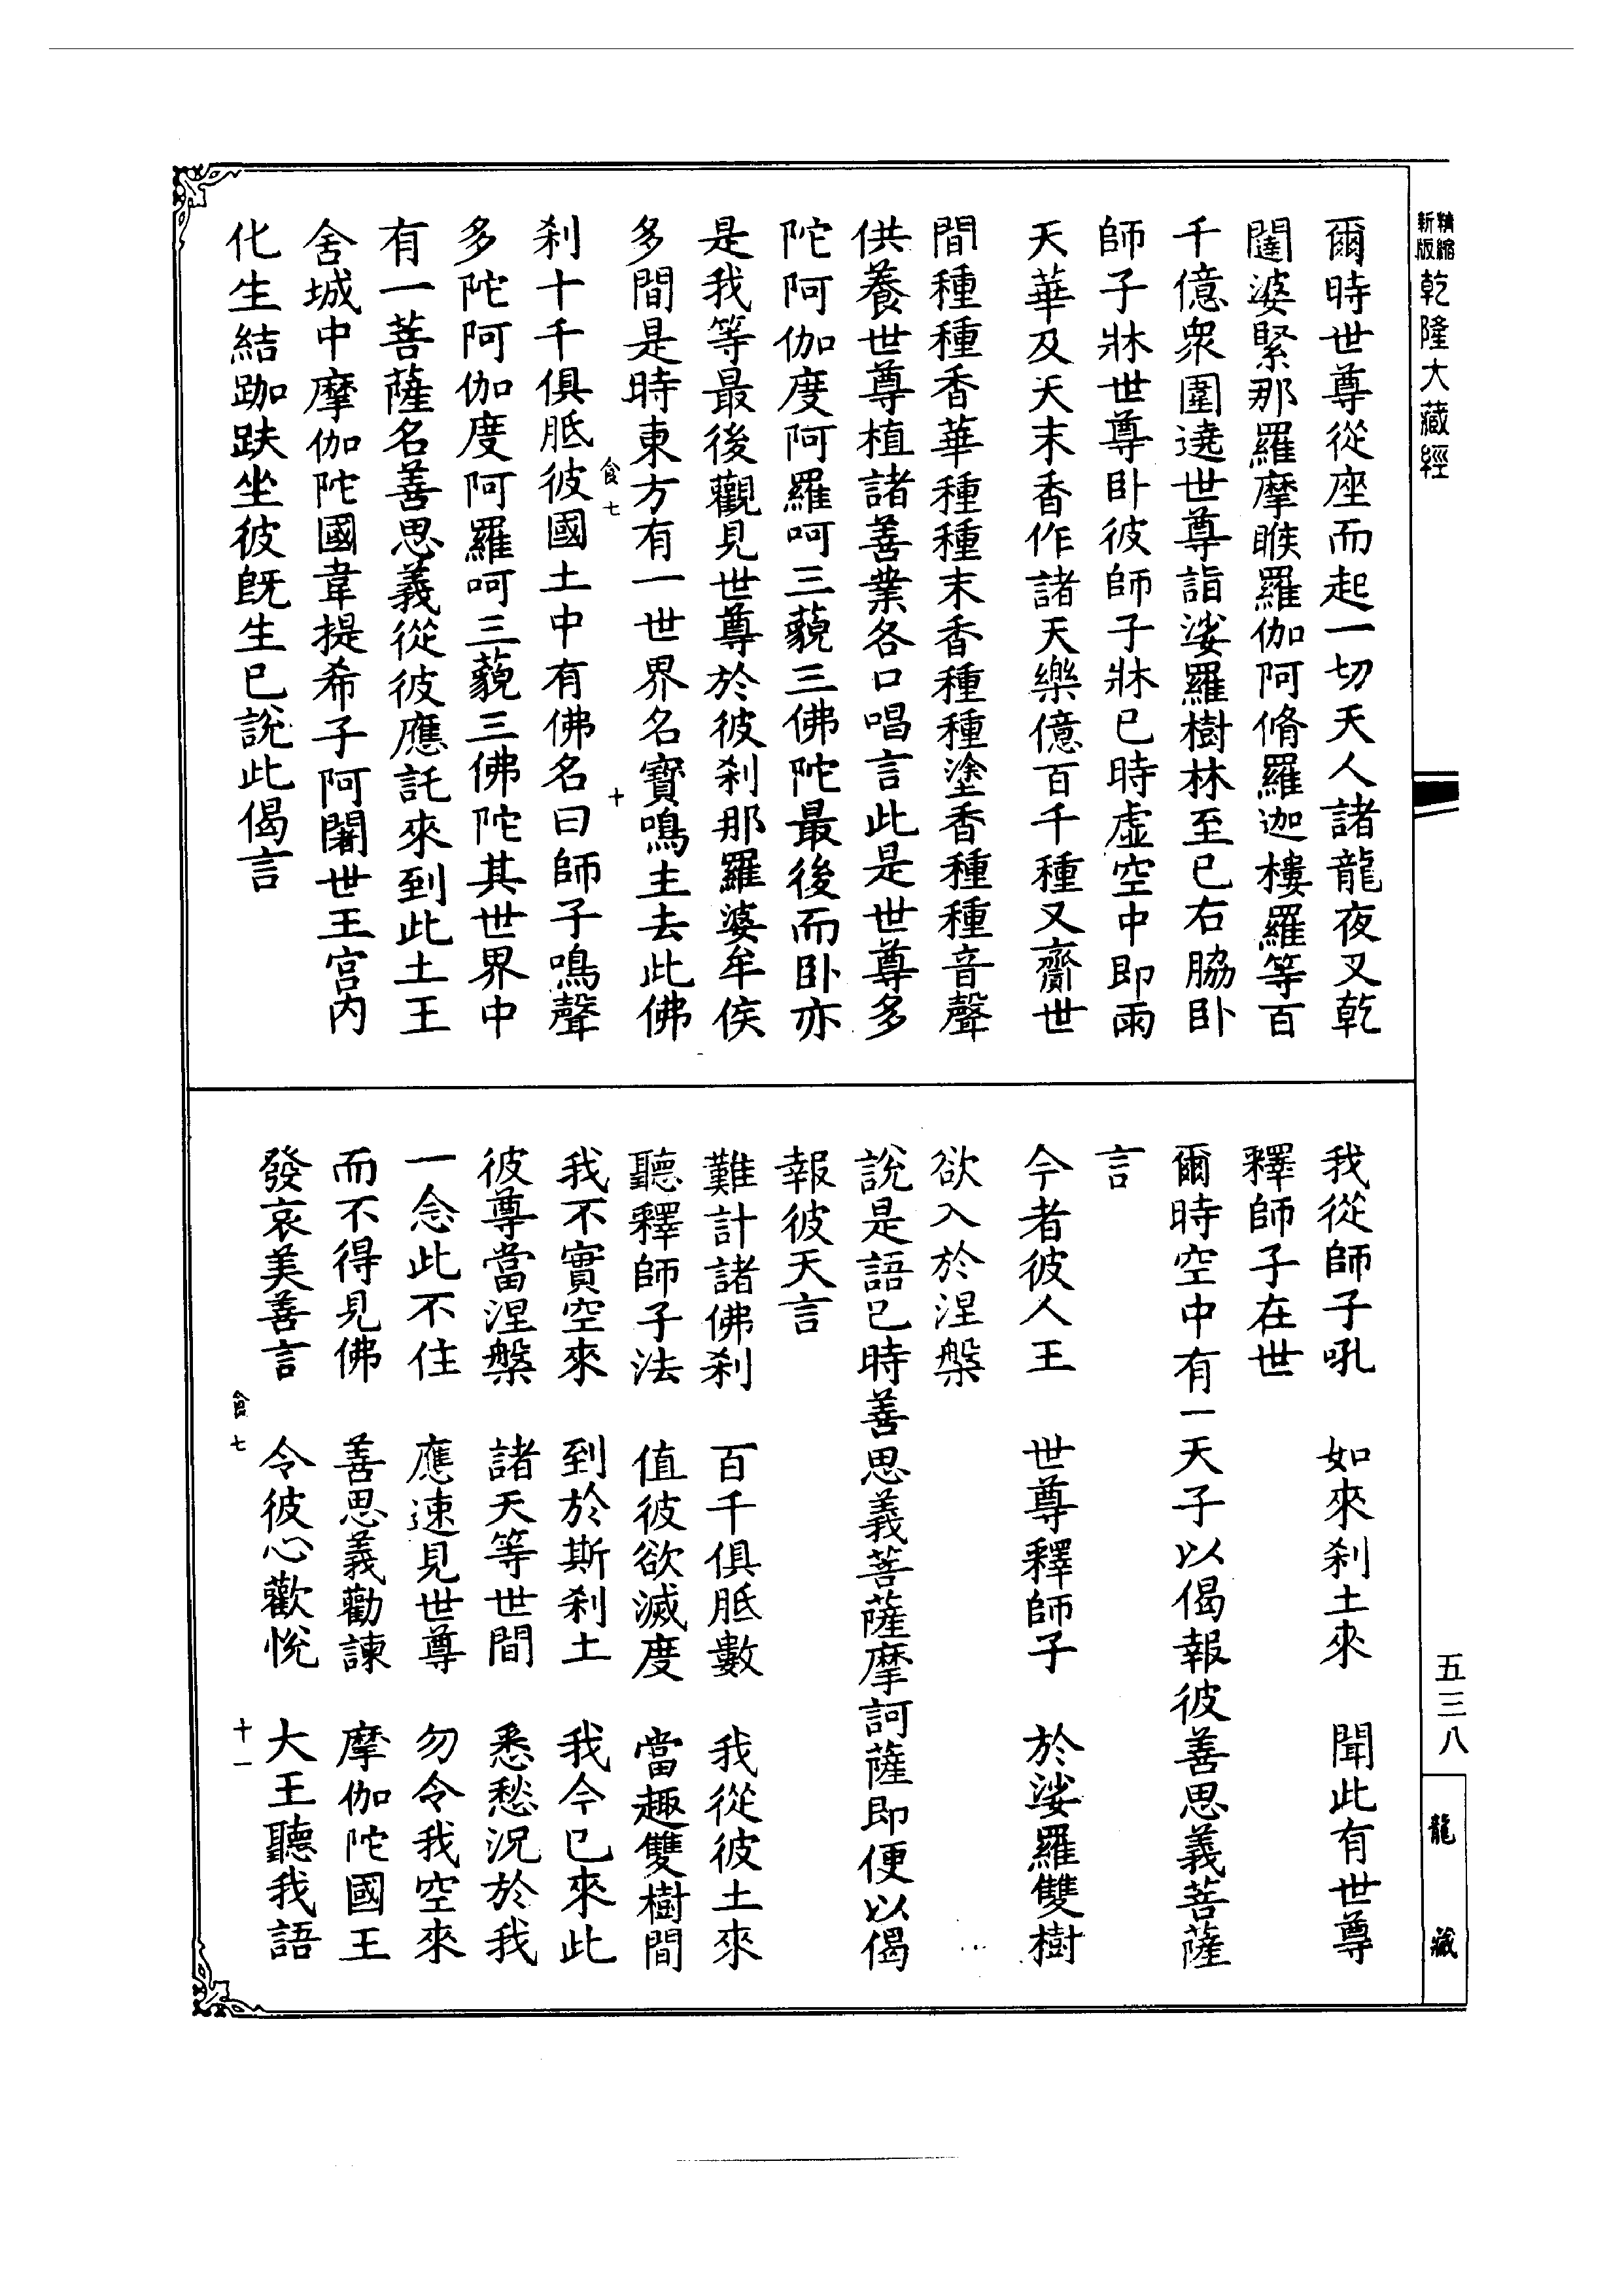 精縮新版乾隆大藏經
爾時世尊從座而起一切天人諸龍夜叉乾
闥婆緊那羅摩睺羅伽阿脩羅迦樓羅等百
千億衆圍遶世尊詣娑羅樹林至已右脇卧
師子牀世尊卧彼師子牀已時虛空中即雨
天華及天末香作諸天樂億百千種又齎世
間種種香華種種末香種種塗香種種音聲
供養世尊植諸善業各口唱言此是世尊多
陀阿伽度阿羅呵三藐三佛陀最後而卧亦
是我等最後觀見世尊於彼刹那羅婆牟侯
多間是時東方有一世界名寶鳴主去此佛
食七 十
刹十千俱胝彼國土中有佛名曰師子鳴聲
多陀阿伽度阿羅呵三藐三佛陀其世界中
有一菩薩名善思義從彼應託來到此土王
舍城中摩伽陀國韋提希子阿闍世王宮内
化生結跏趺坐彼旣生已說此偈言
我從師子吼　如來刹土來　聞此有世尊
釋師子在世
爾時空中有一天子以偈報彼善思義菩薩
言
今者彼人王　世尊釋師子　於娑羅雙樹
欲入於涅槃
說是語已時善思義菩薩摩訶薩即便以偈
報彼天言
難計諸佛刹　百千俱胝數　我從彼土來
聽釋師子法　值彼欲滅度　當趣雙樹間
我不實空來　到於斯刹土　我今已來此
彼尊當涅槃　諸天等世間　悉愁況於我
一念此不住　應速見世尊　勿令我空來
而不得見佛　善思義勸諫　摩伽陀國王
發哀美善言　令彼心歡悅　大王聽我語
食七 十一
五三八
龍藏